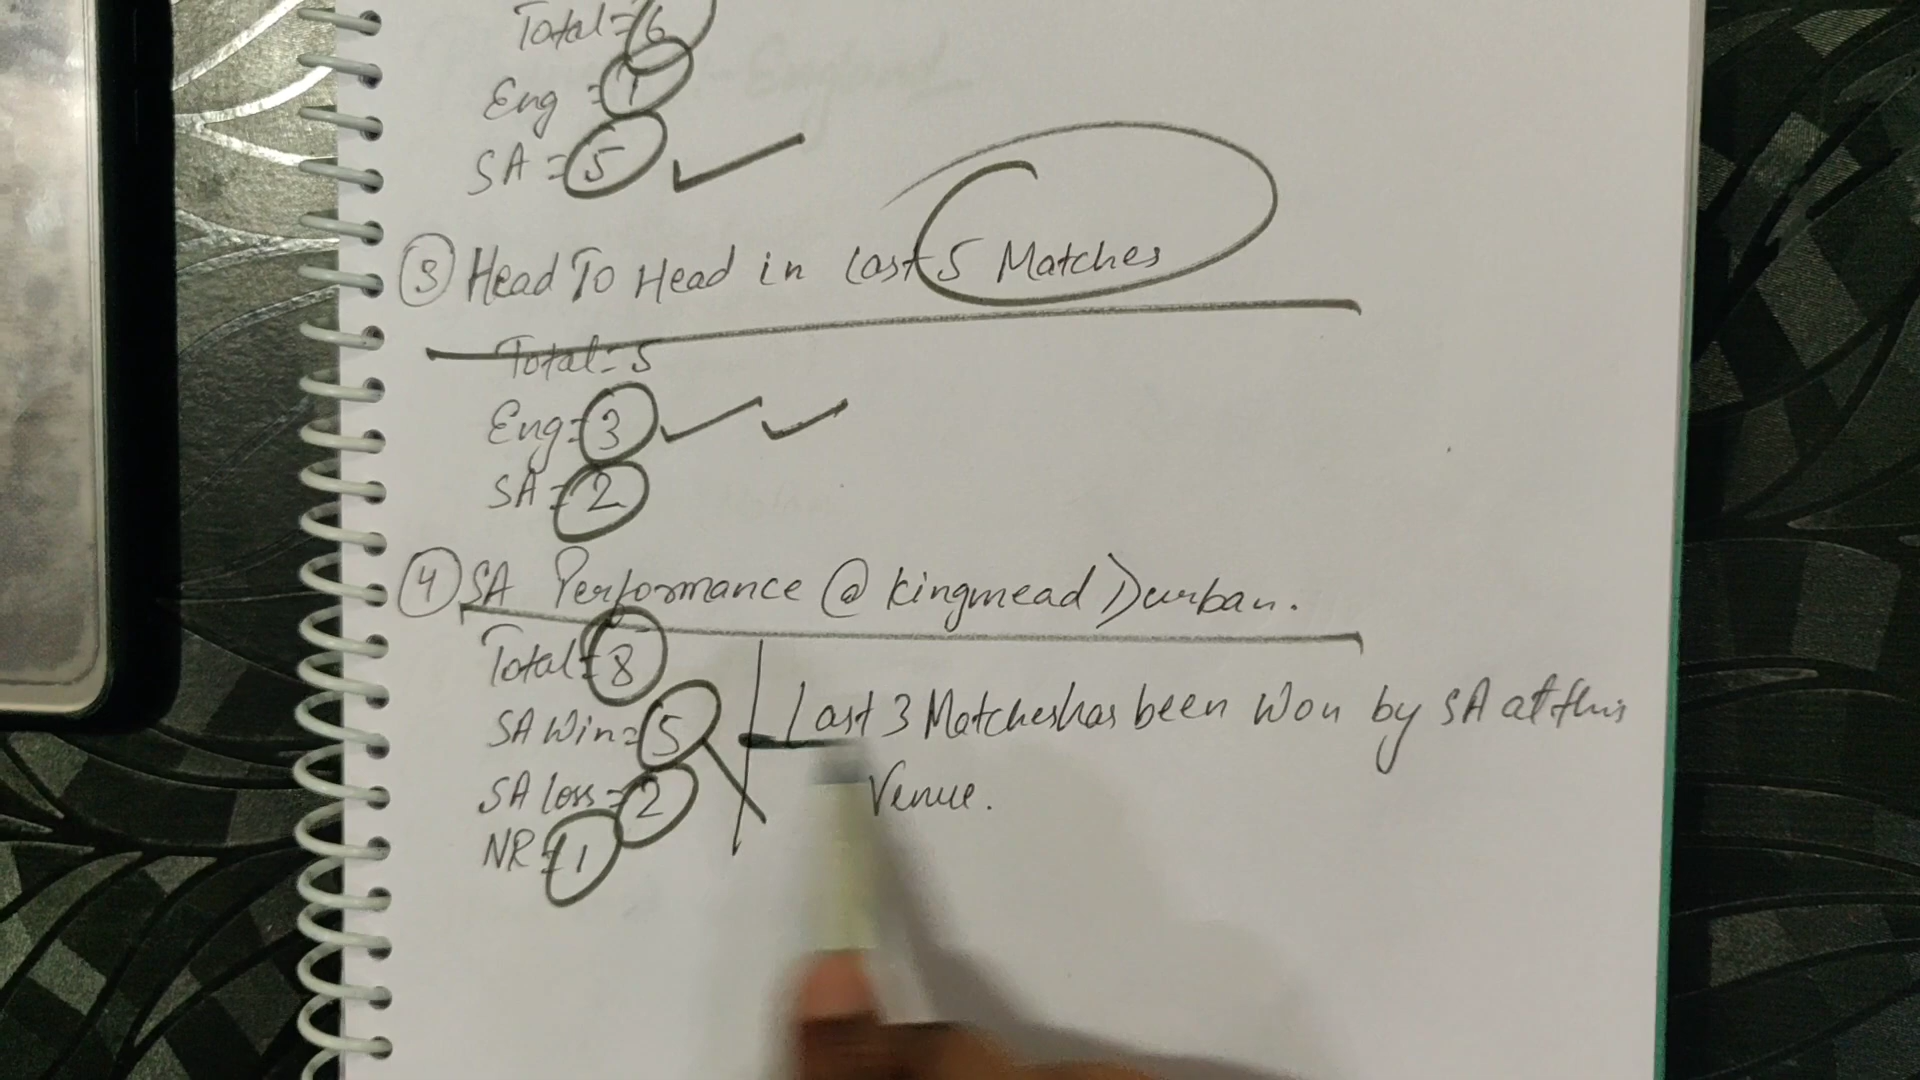 Total=6
Eng = 1
SA = 5
③ Head To Head in Last 5 Matches
Total=5
Eng=3
SA=2
④ SA Performance @ kingmead Durban.
Total=8
SA Win=5
Last 3 Matches has been Won by SA at this
SA loss=2
Venue.
NR=1